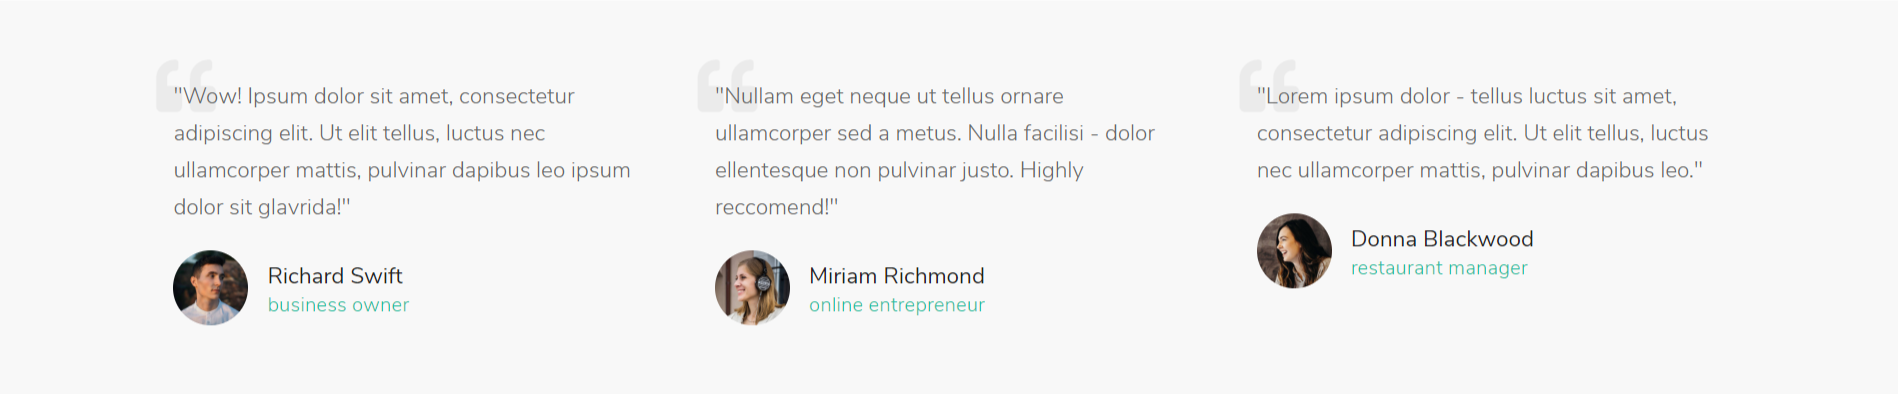 "Wow! Ipsum dolor sit amet, consectetur
adipiscing elit. Ut elit tellus, luctus nec
ullamcorper mattis, pulvinar dapibus leo ipsum
dolor sit glavrida!"
Richard Swift
business owner
"Nullam eget neque ut tellus ornare
ullamcorper sed a metus. Nulla facilisi - dolor
ellentesque non pulvinar justo. Highly
reccomend!"
Miriam Richmond
online entrepreneur
"Lorem ipsum dolor - tellus luctus sit amet,
consectetur adipiscing elit. Ut elit tellus, luctus
nec ullamcorper mattis, pulvinar dapibus leo."
Donna Blackwood
restaurant manager